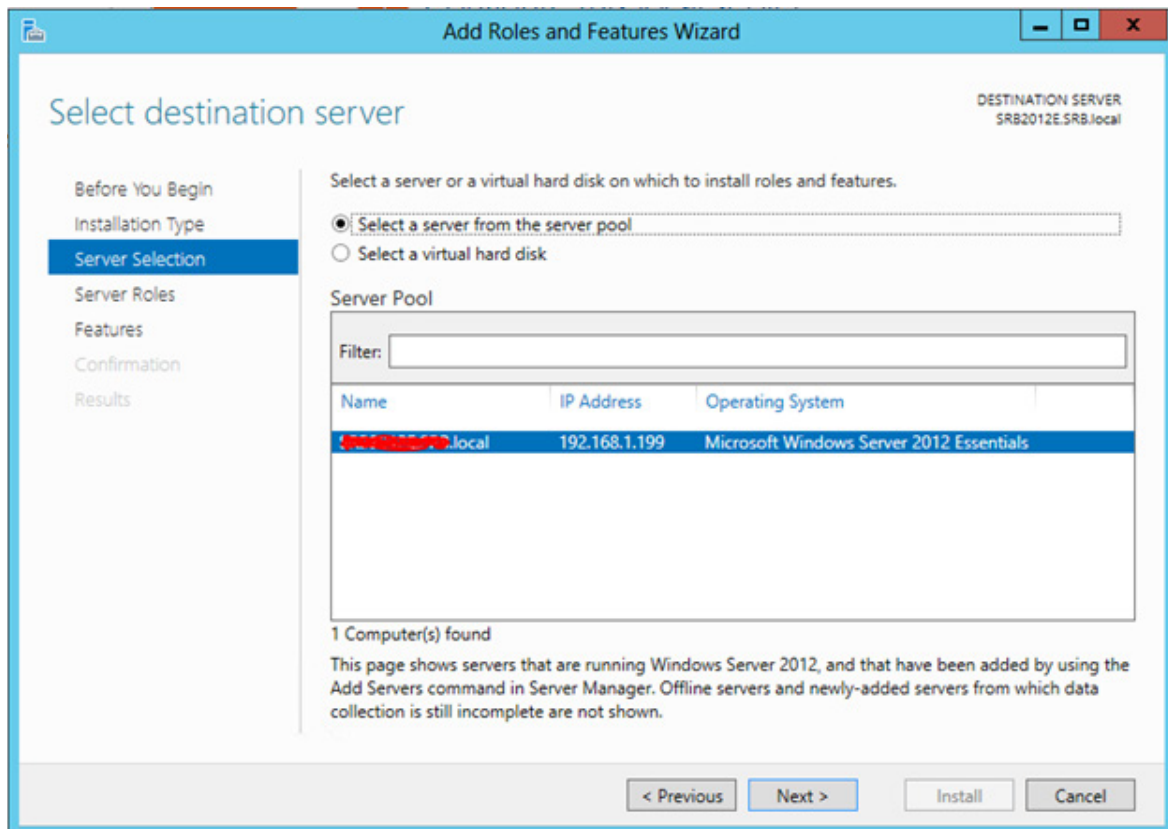 Add Roles and Features Wizard
Select destination server
DESTINATION SERVER
SRB2012E.SRB.local
Before You Begin
Installation Type
Server Selection
Server Roles
Features
Confirmation
Results
Select a server or a virtual hard disk on which to install roles and features.
Select a server from the server pool
Select a virtual hard disk
Server Pool
Filter:
Name IP Address Operating System
.local 192.168.1.199 Microsoft Windows Server 2012 Essentials
1 Computer(s) found
This page shows servers that are running Windows Server 2012, and that have been added by using the
Add Servers command in Server Manager. Offline servers and newly-added servers from which data
collection is still incomplete are not shown.
< Previous Next > Install Cancel